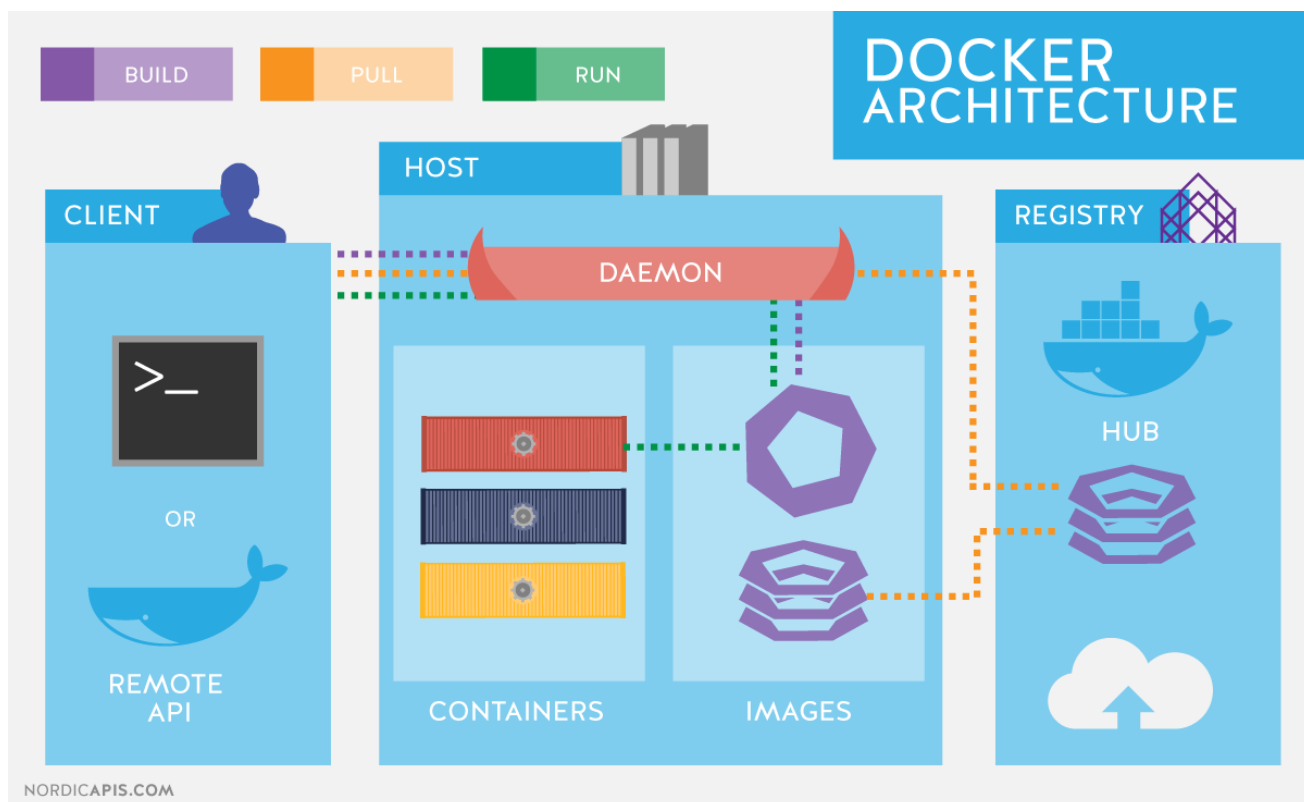 BUILD
PULL
RUN
DOCKER
ARCHITECTURE
HOST
CLIENT
REGISTRY
DAEMON
>_
HUB
OR
REMOTE
API
CONTAINERS
IMAGES
NORDICAPIS.COM